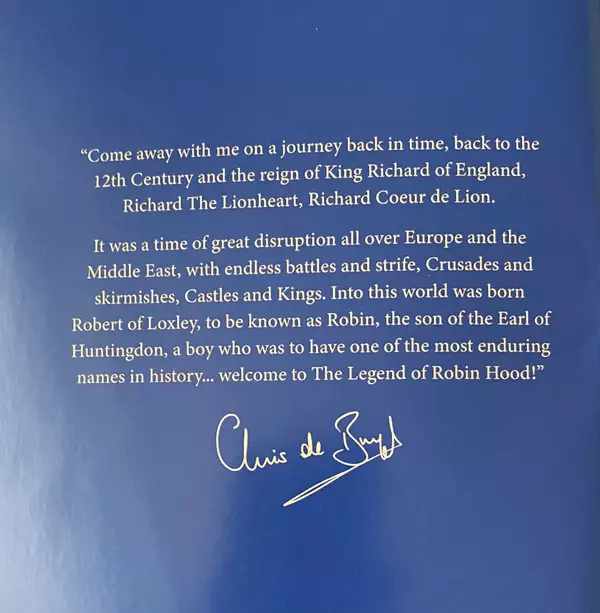 “Come away with me on a journey back in time, back to the
12th Century and the reign of King Richard of England,
Richard The Lionheart, Richard Coeur de Lion.
It was a time of great disruption all over Europe and the
Middle East, with endless battles and strife, Crusades and
skirmishes, Castles and Kings. Into this world was born
Robert of Loxley, to be known as Robin, the son of the Earl of
Huntingdon, a boy who was to have one of the most enduring
names in history... welcome to The Legend of Robin Hood!”
Chris de Burgh